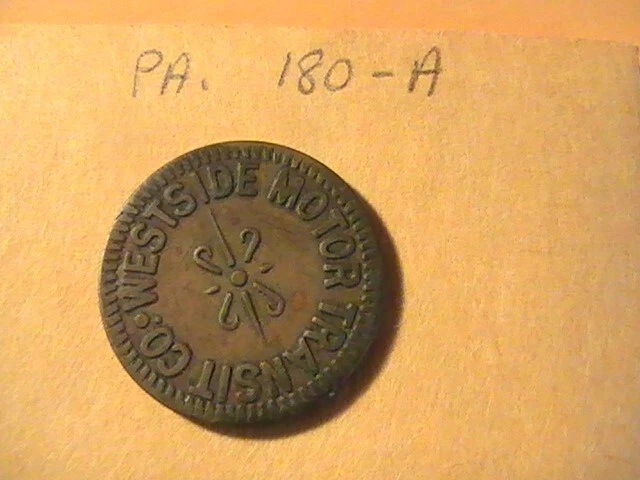 PA. 180-A
WESTSIDE MOTOR TRANSIT CO.